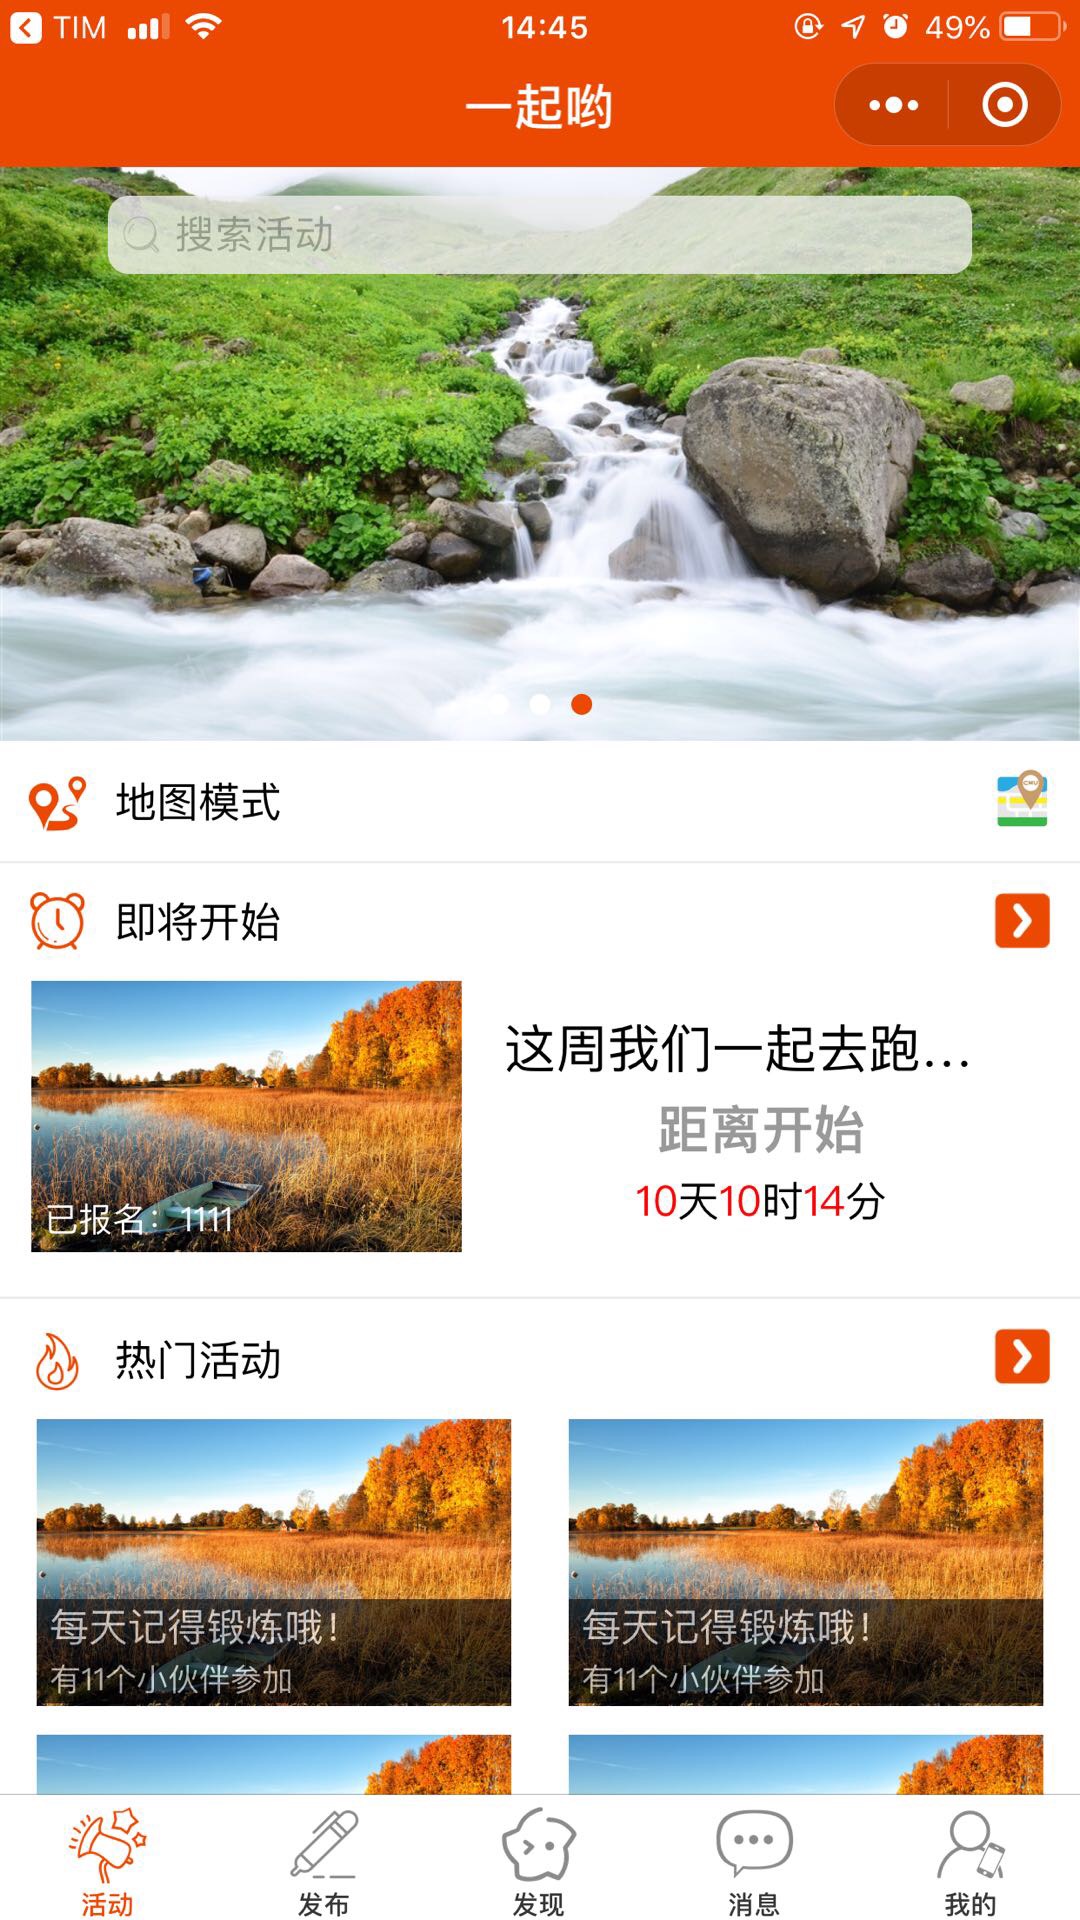 TIM
14:45
49%
一起哟
搜索活动
地图模式
即将开始
这周我们一起去跑...
距离开始
10天10时14分
已报名：1111
热门活动
每天记得锻炼哦！
有11个小伙伴参加
每天记得锻炼哦！
有11个小伙伴参加
活动
发布
发现
消息
我的